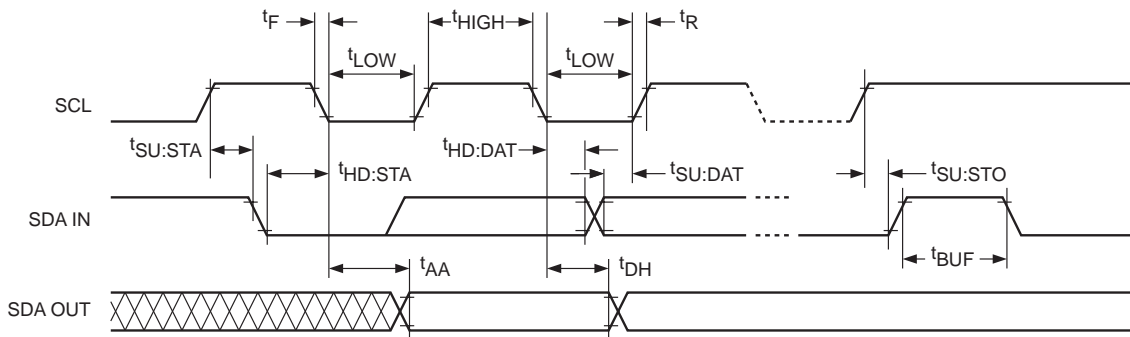 tF tHIGH tR
tLOW tLOW
SCL
tSU:STA tHD:STA tHD:DAT tSU:DAT tSU:STO
SDA IN
tBUF
tAA tDH
SDA OUT